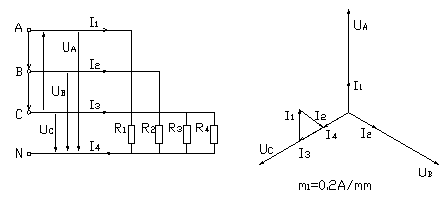 A
I1
UA
B
I2
UB
C
I3
UC
R1
R2
R3
R4
N
I4
UA
I1
I1
I2
I4
I3
UC
I2
UB
m1=0.2A/mm